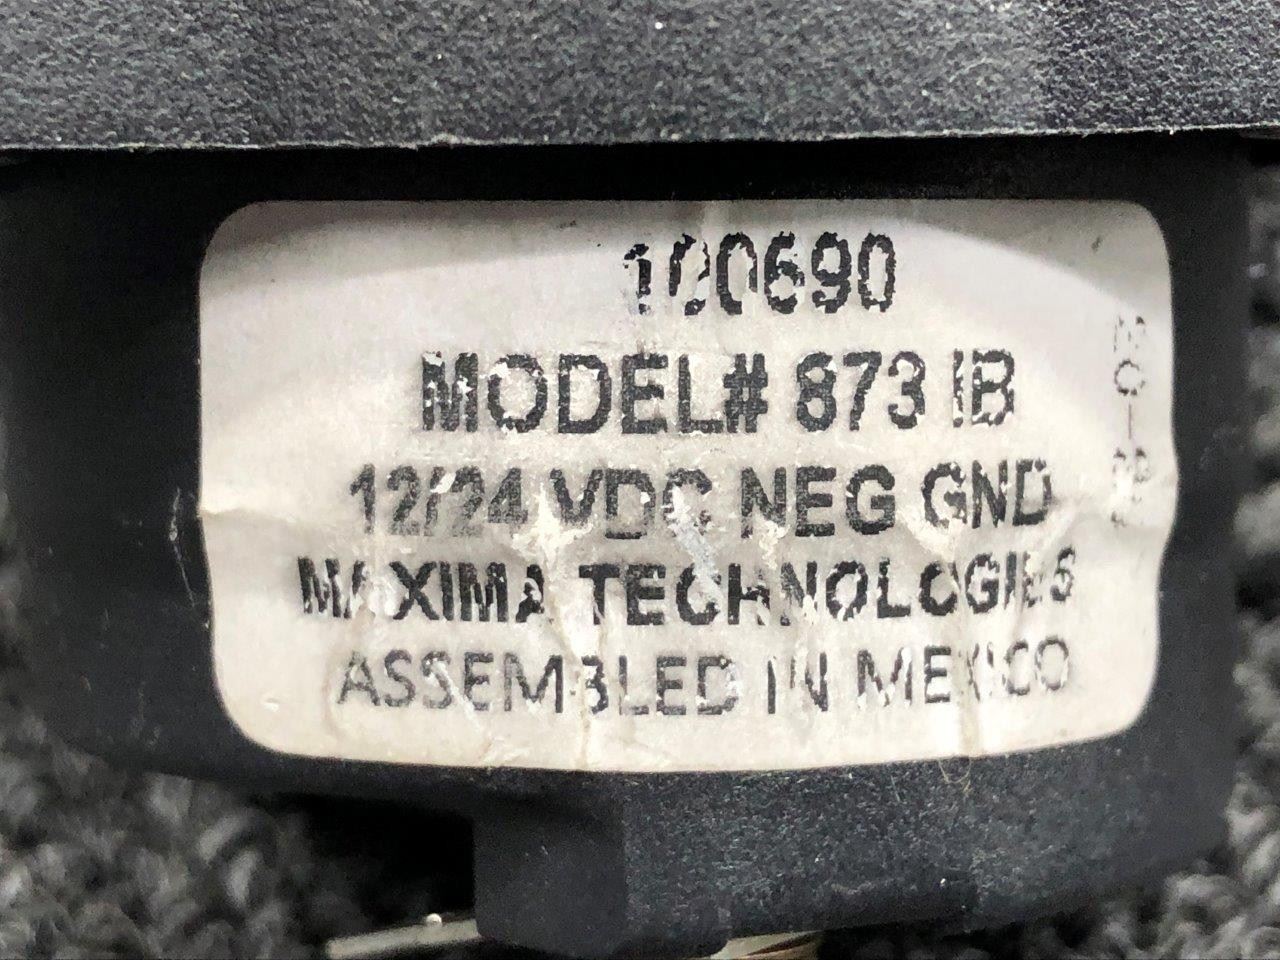 100690
MODEL# 873 IB
12/24 VDC NEG GND
MAXIMA TECHNOLOGIES
ASSEMBLED IN MEXICO